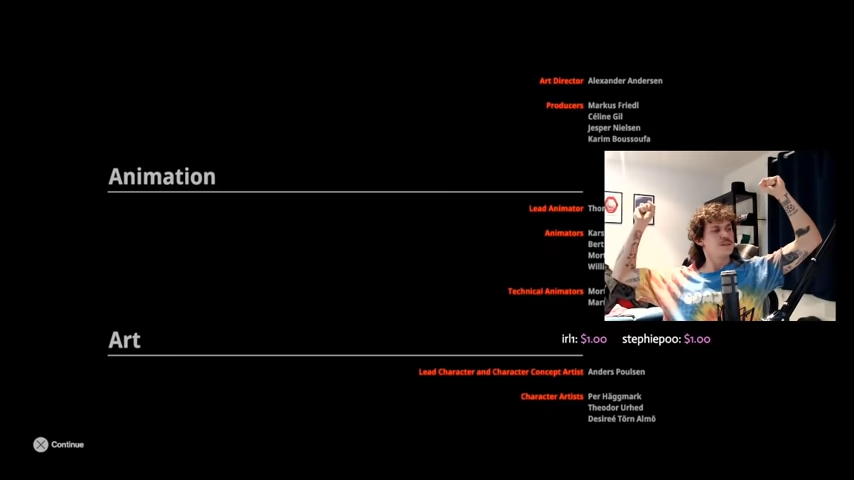 Art Director Alexander Andersen
Producers Markus Friedl
Céline Gil
Jesper Nielsen
Karim Boussoufa
Animation
Lead Animator
Animators
Technical Animators
Art
irh: $1.00 stephiepoo: $1.00
Lead Character and Character Concept Artist Anders Poulsen
Character Artists Per Häggmark
Theodor Urhed
Desireé Törn Almö
Continue